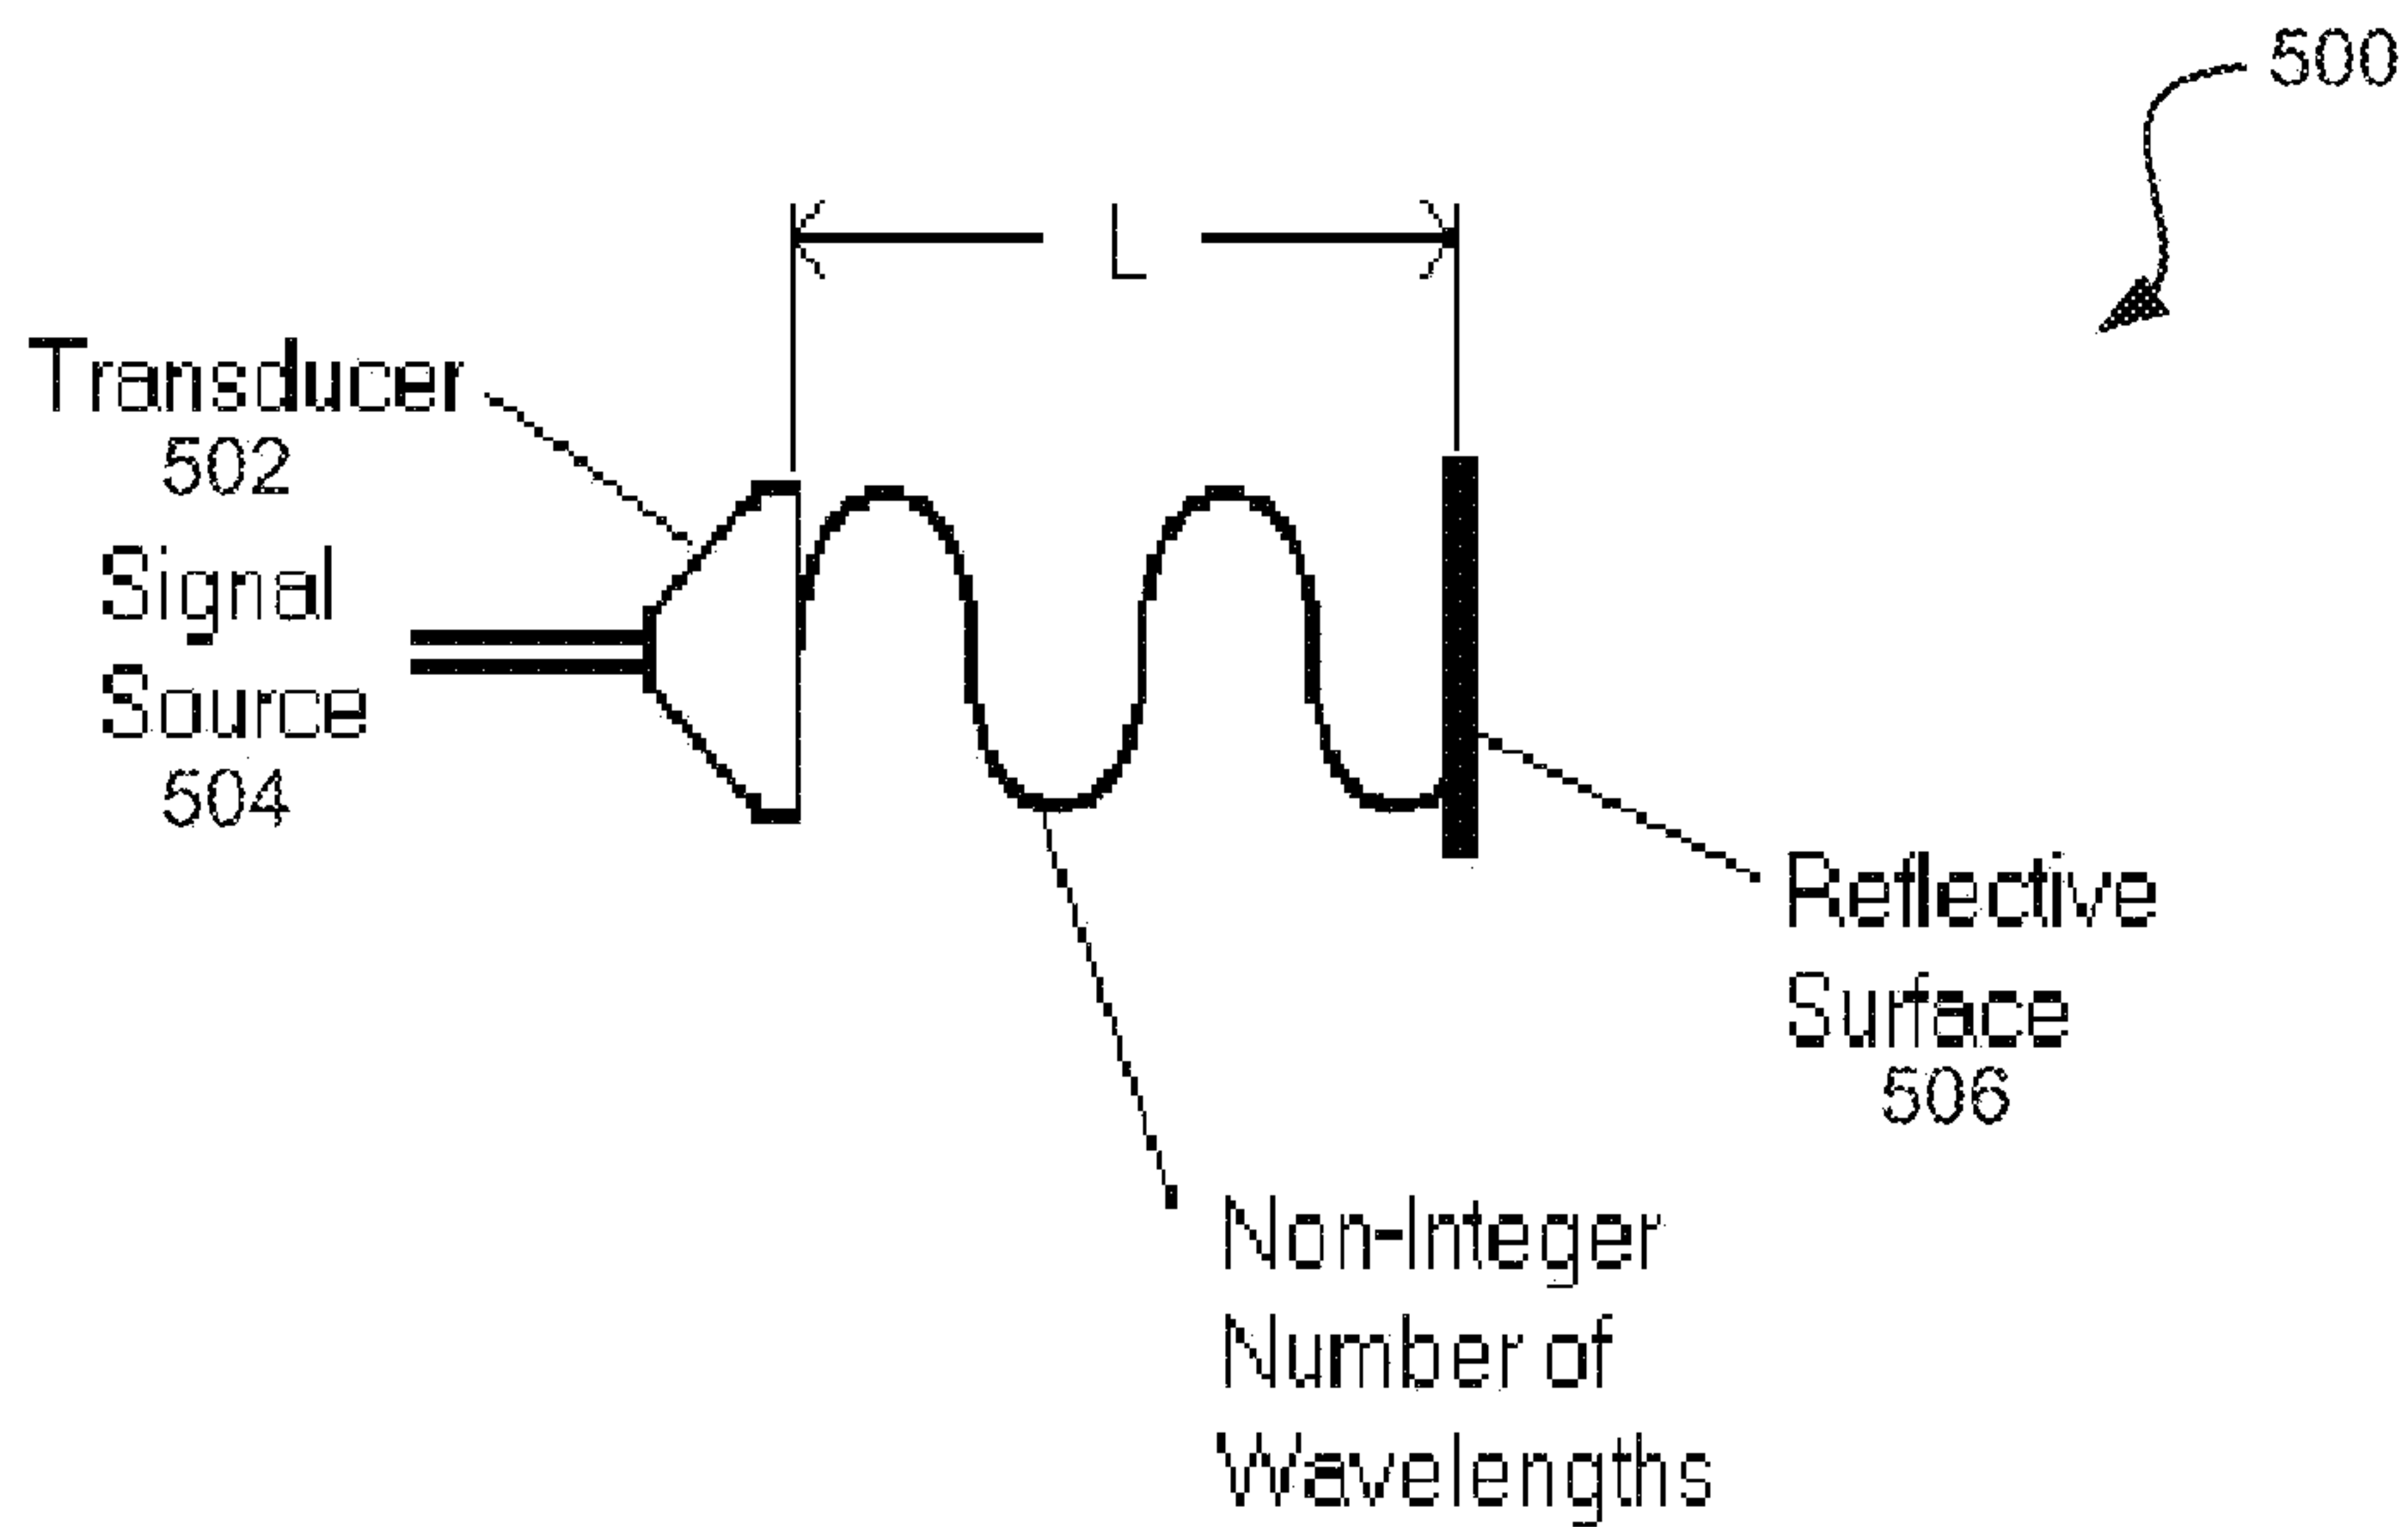 500
L
Transducer
502
Signal
Source
504
Reflective
Surface
506
Non-Integer
Number of
Wavelengths